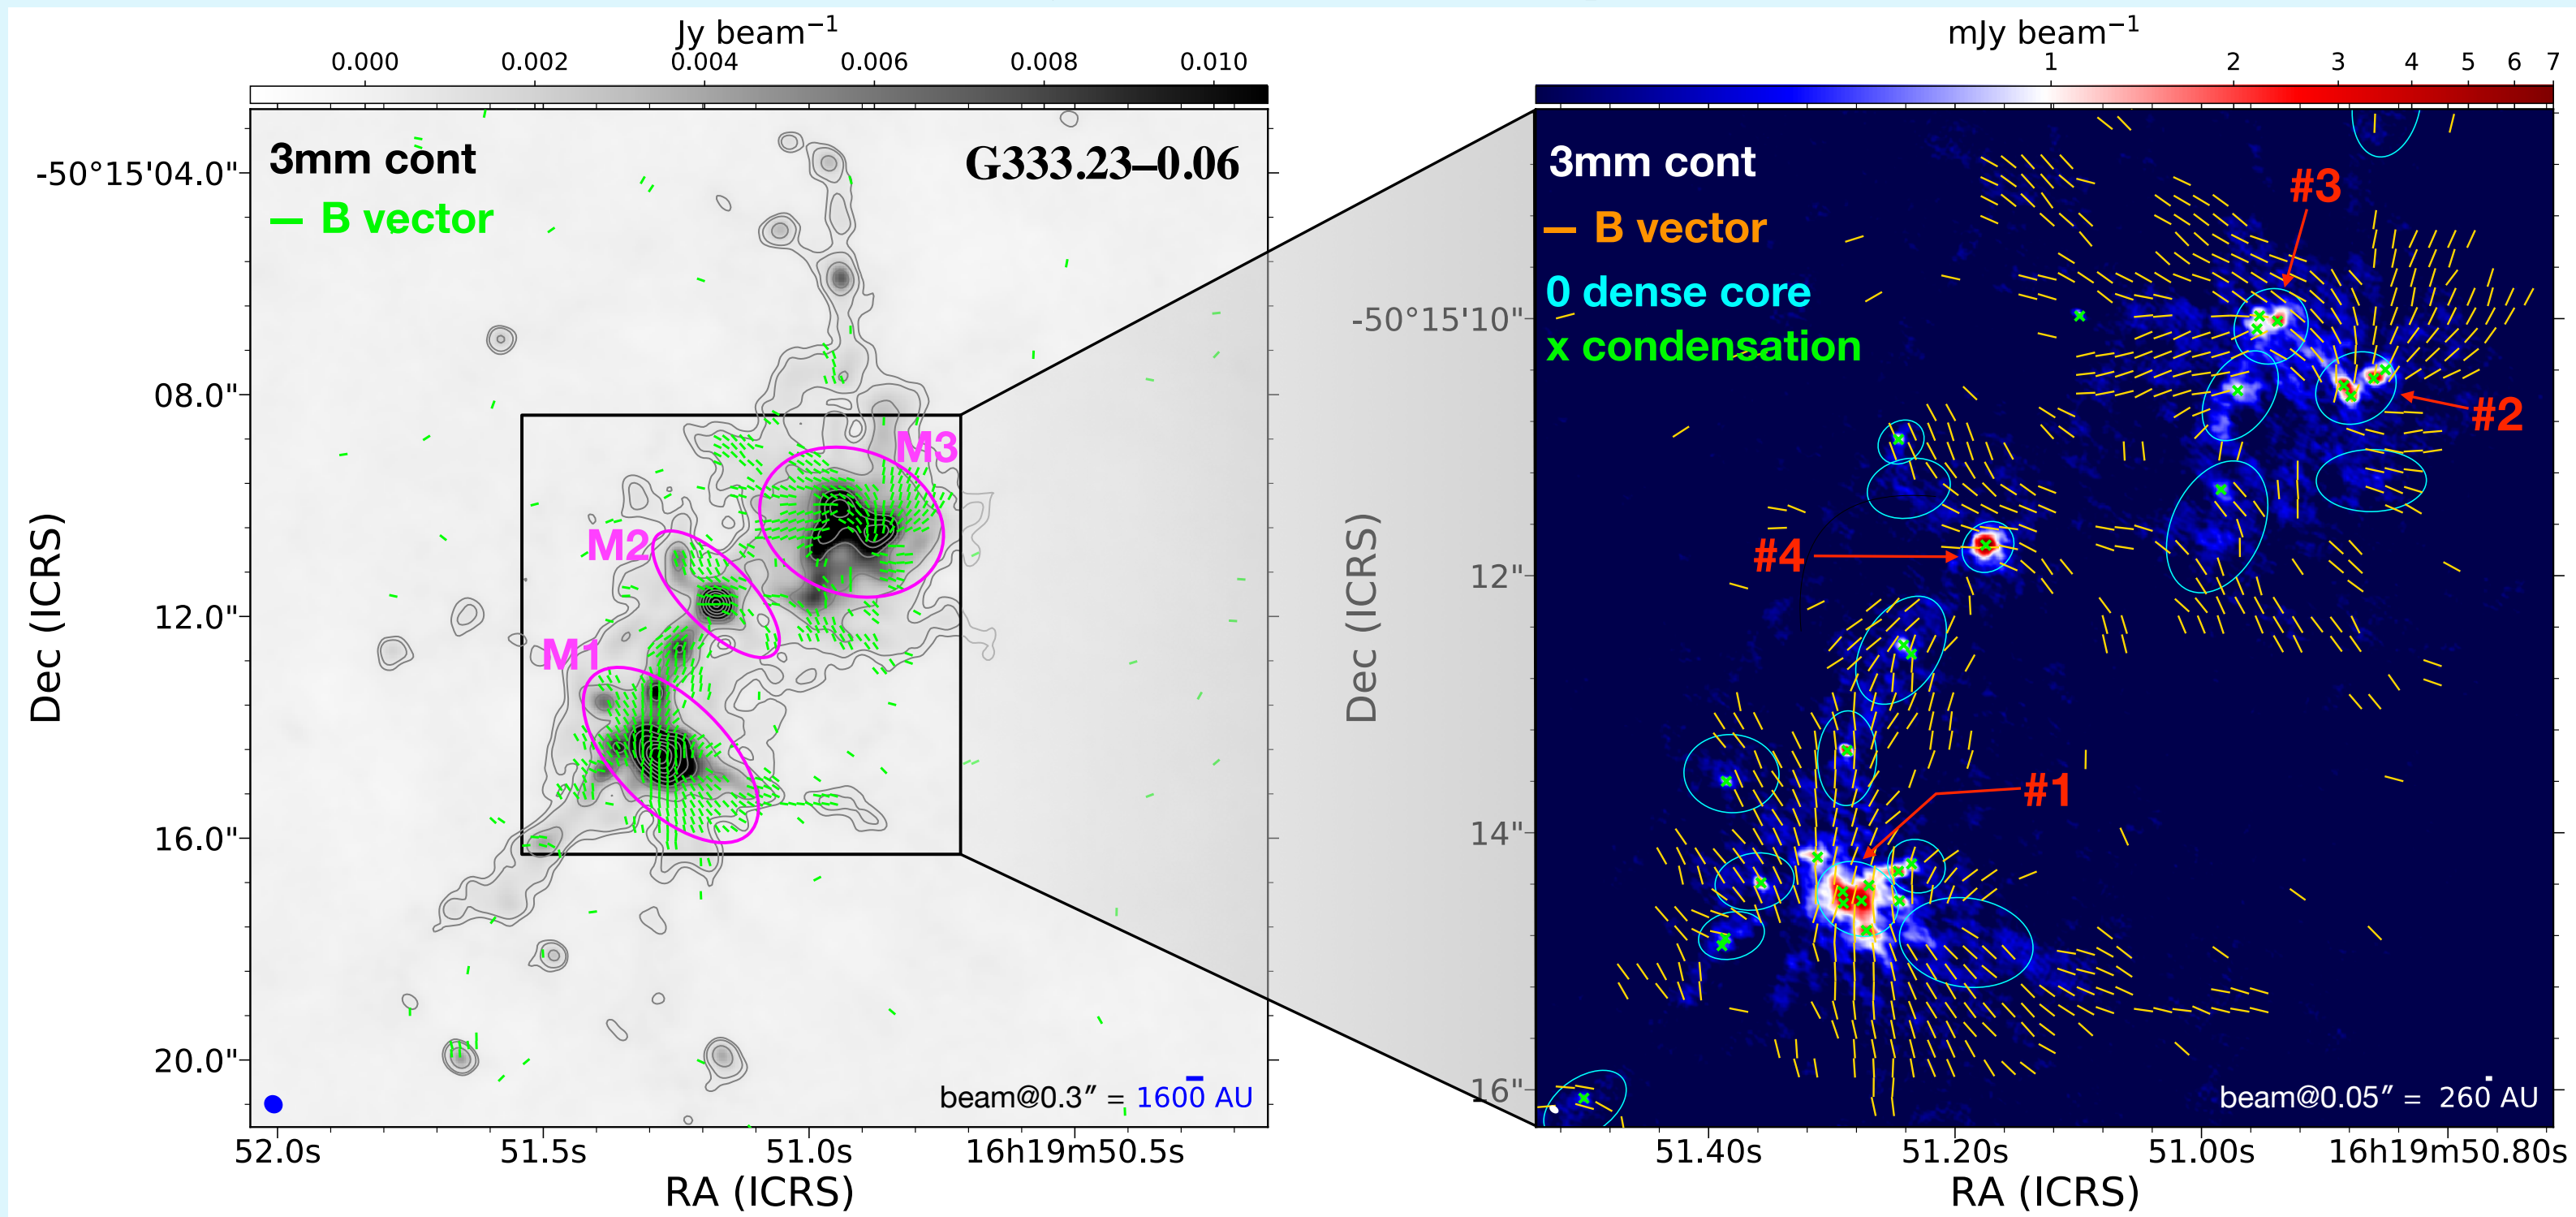 Jy beam−1
0.000 0.002 0.004 0.006 0.008 0.010
3mm cont
G333.23–0.06
— B vector
-50°15'04.0"
08.0"
12.0"
16.0"
20.0"
Dec (ICRS)
M3
M2
M1
beam@0.3″ = 1600 AU
52.0s 51.5s 51.0s 16h19m50.5s
RA (ICRS)
mJy beam−1
1 2 3 4 5 6 7
3mm cont
— B vector
0 dense core
x condensation
#3
#2
#4
#1
-50°15'10"
12"
14"
16"
Dec (ICRS)
beam@0.05″ = 260 AU
51.40s 51.20s 51.00s 16h19m50.80s
RA (ICRS)